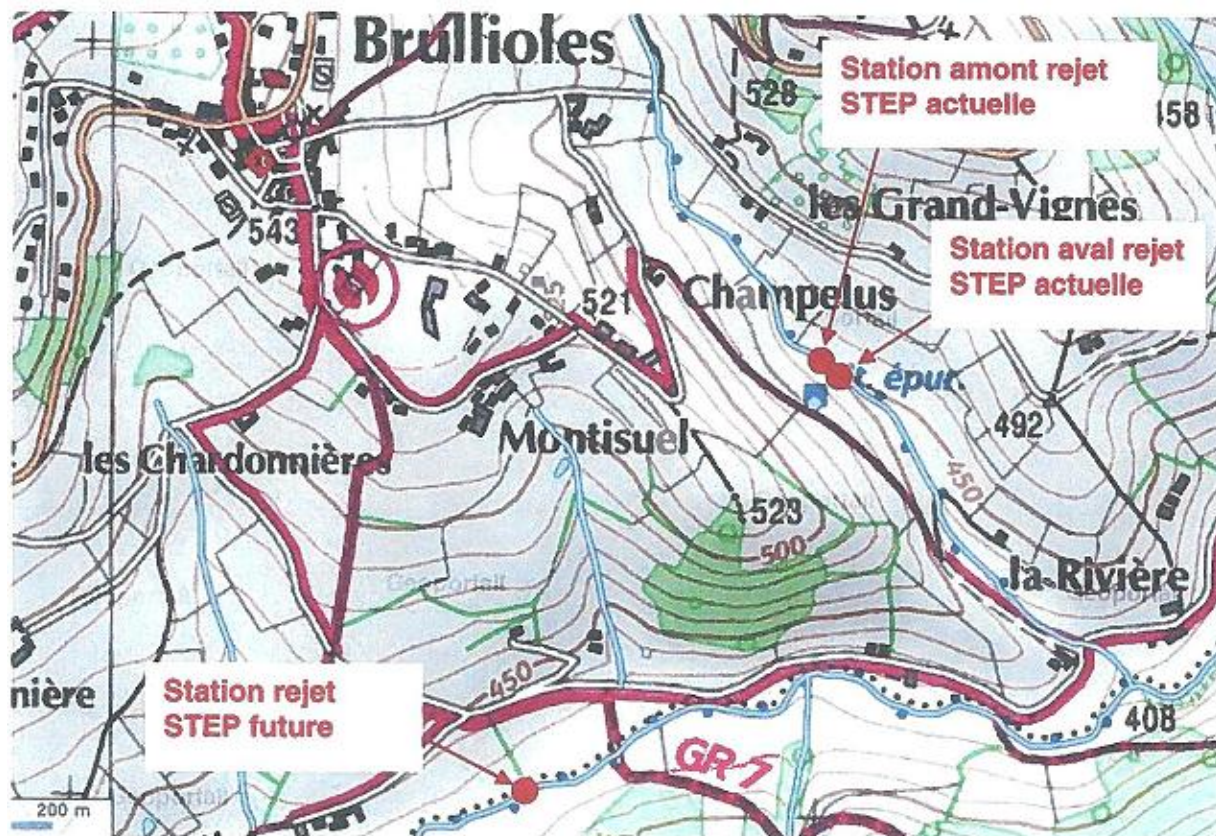 Brullioles
Station amont rejet
STEP actuelle
528
458
les Grand-Vignes
Station aval rejet
STEP actuelle
543
525
521
Champelus
t. épur.
492
Montisuel
les Chardonnières
450
523
500
la Rivière
Geoportail
450
nière
Station rejet
STEP future
408
GR 7
200 m